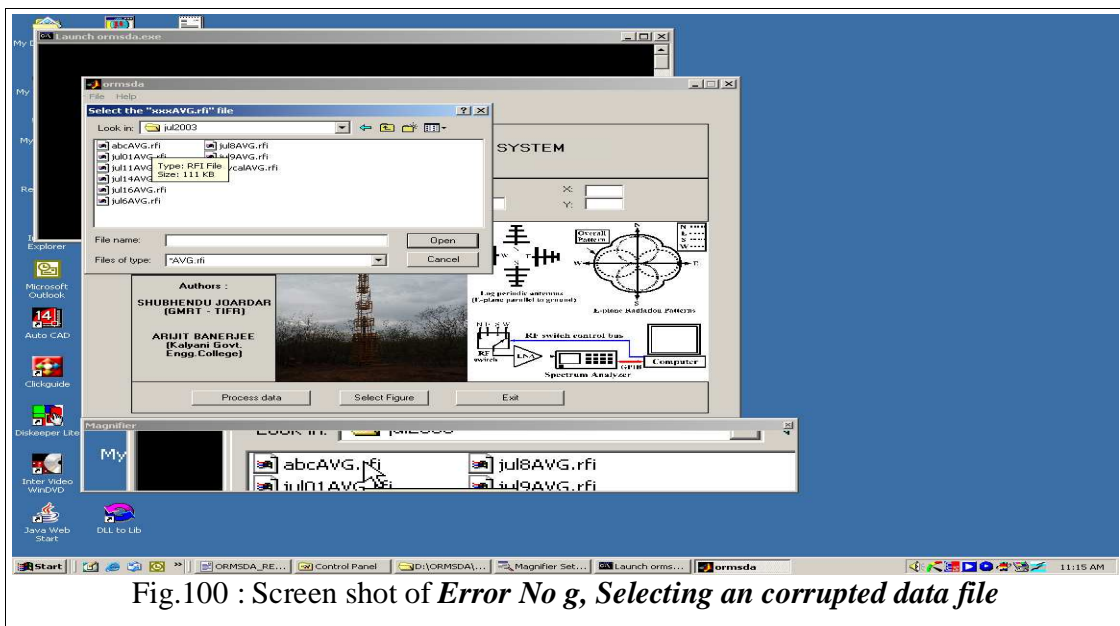 My
Launch ormsda.exe
My
ormsda
File Help
Select the "xxxAVG.rfi" file
Look in: jul2003
abcAVG.rfi jul8AVG.rfi
jul01AVG.rfi jul9AVG.rfi
jul11AVG calAVG.rfi
jul14AVG
jul16AVG.rfi
jul6AVG.rfi
Type: RFI File
Size: 111 KB
File name: Open
Files of type: *AVG.rfi Cancel
SYSTEM
X:
Y:
My
Re
Explorer
Microsoft
Outlook
Auto CAD
Clickguide
Diskeeper Lite
Inter Video
WinDVD
Java Web
Start
DLL to Lib
Authors :
SHUBHENDU JOARDAR
(GMRT - TIFR)
ARIJIT BANERJEE
(Kalyani Govt.
Engg.College)
Log periodic antennas
(E-plane parallel to ground)
Overall
Pattern
N
W
E
S
E-plane Radiation Patterns
N E S W
RF switch control bus
RF
switch
LNA
GPIB
Computer
Spectrum Analyzer
Process data Select Figure Exit
Magnifier
My
abcAVG.rfi jul8AVG.rfi
jul01AVG.rfi jul9AVG.rfi
Start ORMSDA_RE... Control Panel D:\ORMSDA\... Magnifier Set... Launch orms... ormsda 11:15 AM
Fig.100 : Screen shot of Error No g, Selecting an corrupted data file